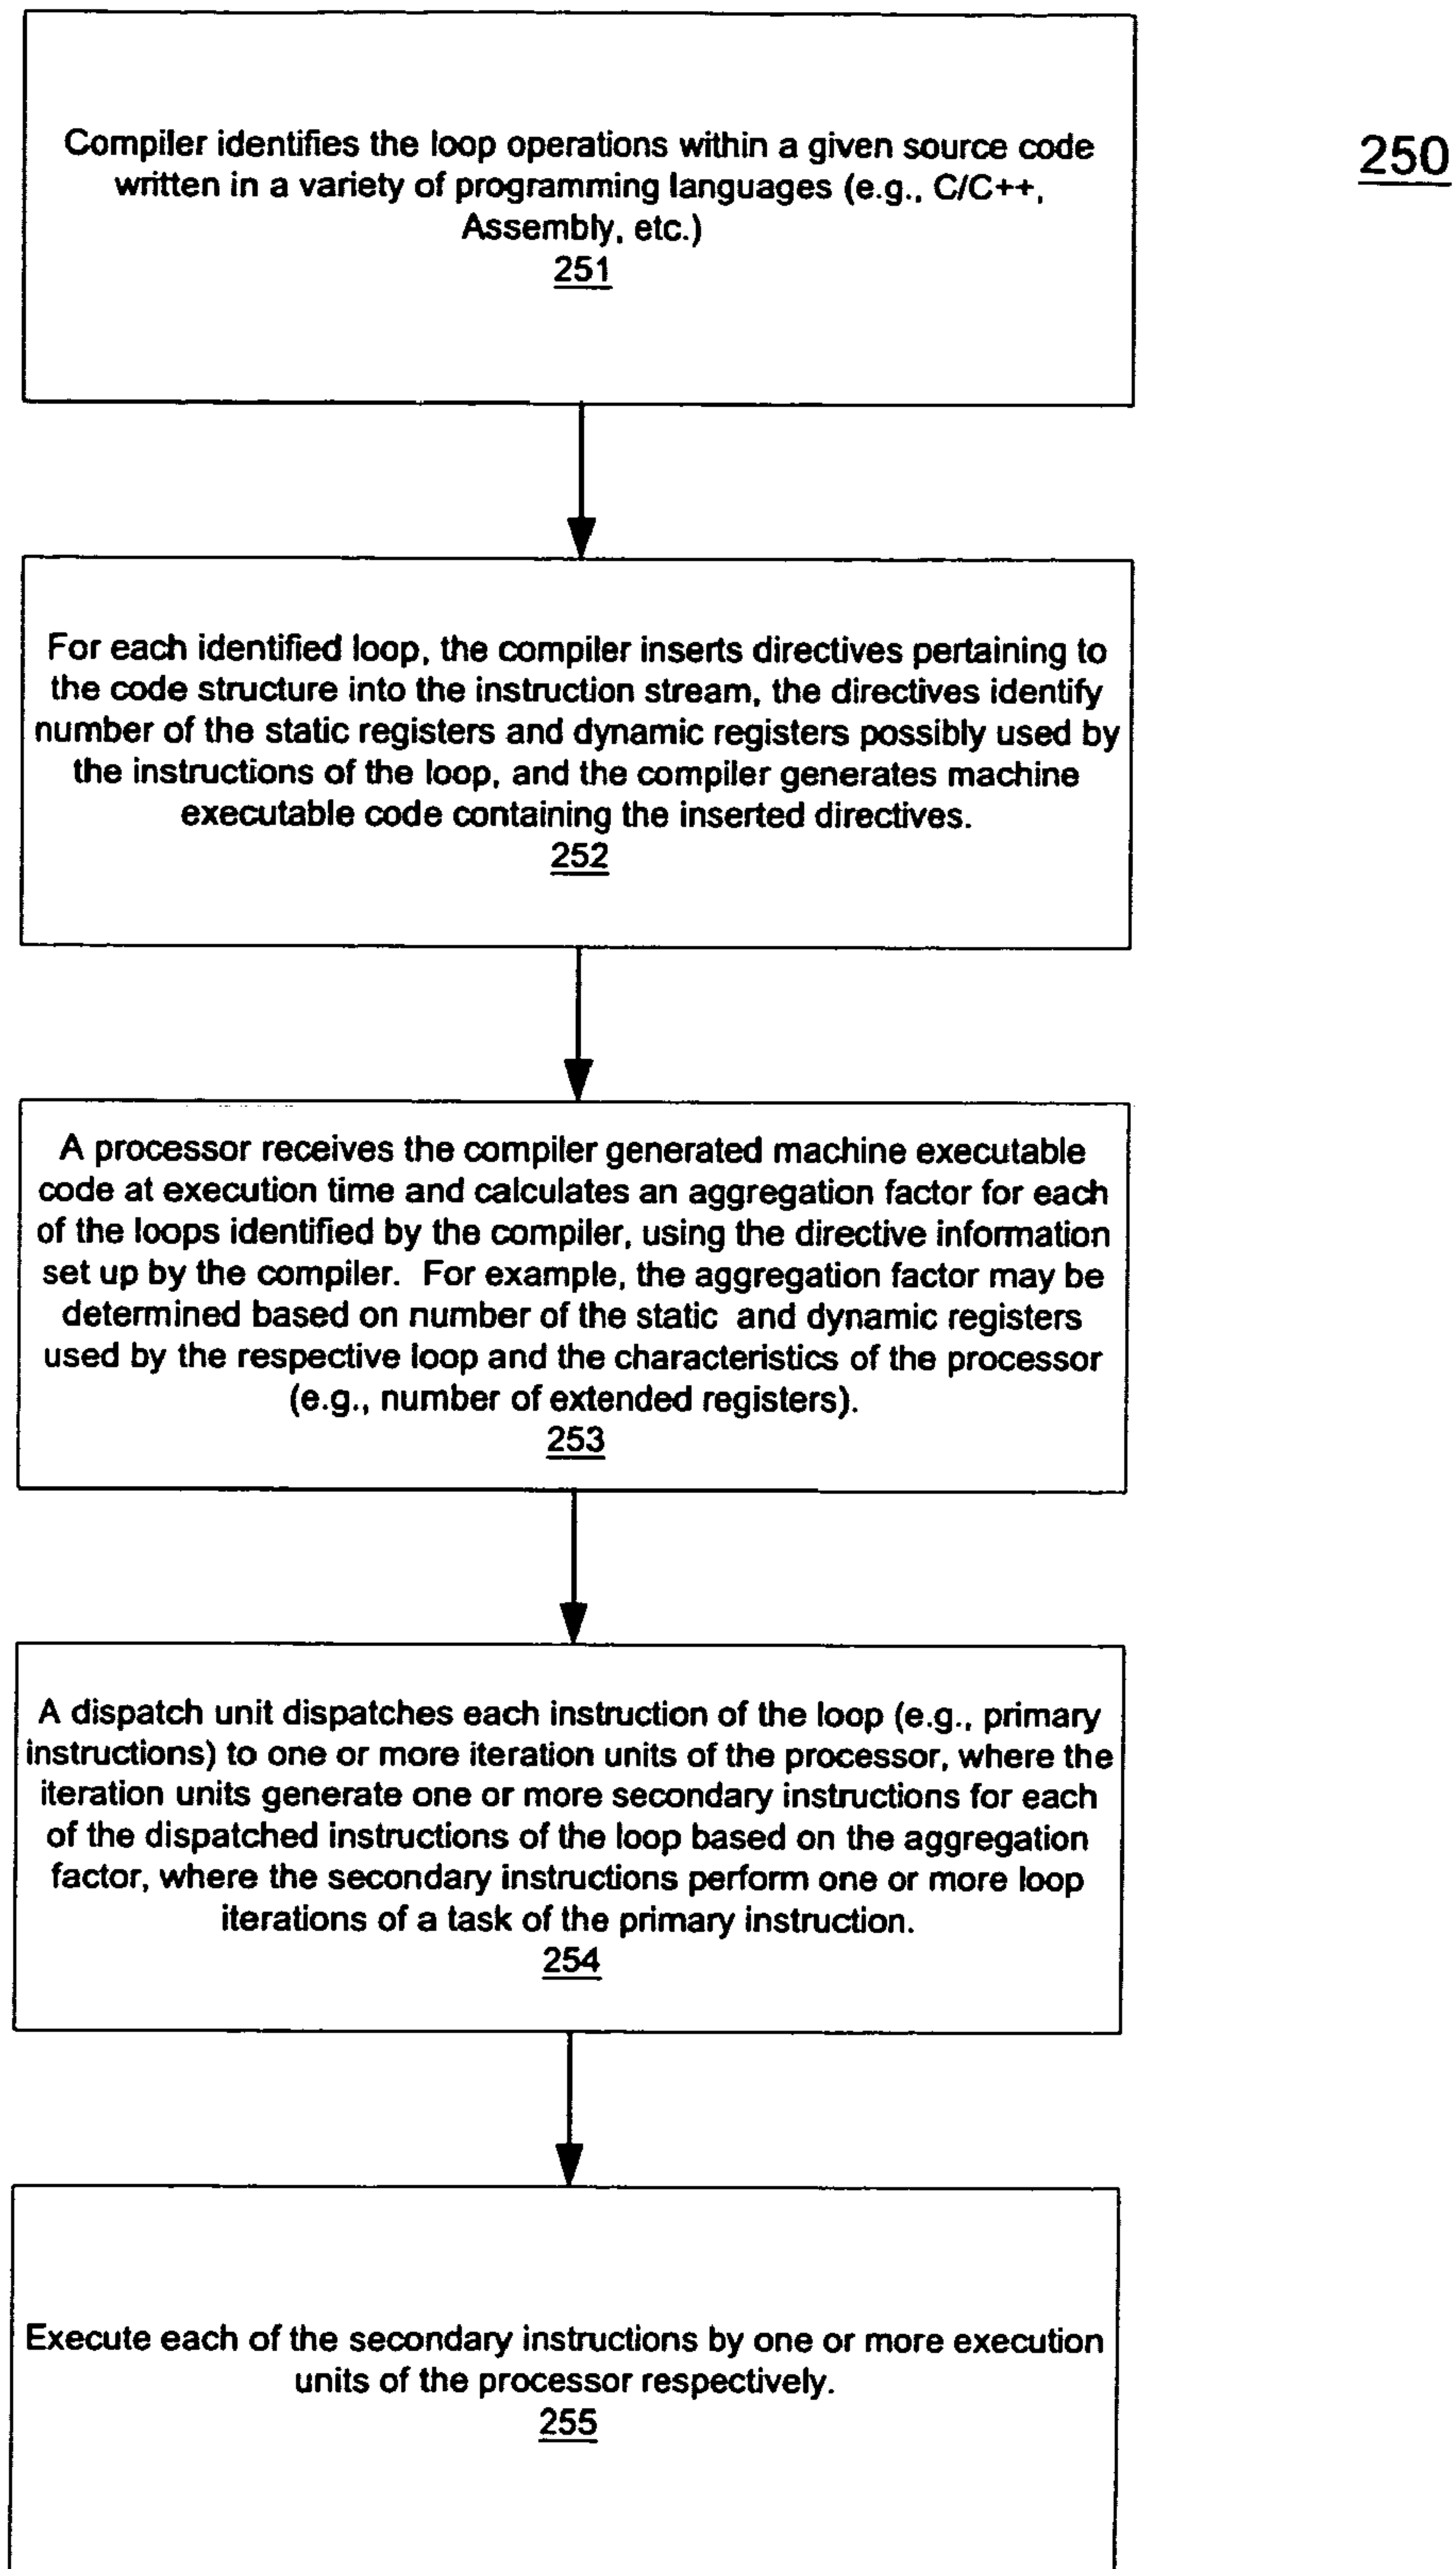 Compiler identifies the loop operations within a given source code
written in a variety of programming languages (e.g., C/C++,
Assembly, etc.)
251
250
For each identified loop, the compiler inserts directives pertaining to
the code structure into the instruction stream, the directives identify
number of the static registers and dynamic registers possibly used by
the instructions of the loop, and the compiler generates machine
executable code containing the inserted directives.
252
A processor receives the compiler generated machine executable
code at execution time and calculates an aggregation factor for each
of the loops identified by the compiler, using the directive information
set up by the compiler. For example, the aggregation factor may be
determined based on number of the static and dynamic registers
used by the respective loop and the characteristics of the processor
(e.g., number of extended registers).
253
A dispatch unit dispatches each instruction of the loop (e.g., primary
instructions) to one or more iteration units of the processor, where the
iteration units generate one or more secondary instructions for each
of the dispatched instructions of the loop based on the aggregation
factor, where the secondary instructions perform one or more loop
iterations of a task of the primary instruction.
254
Execute each of the secondary instructions by one or more execution
units of the processor respectively.
255